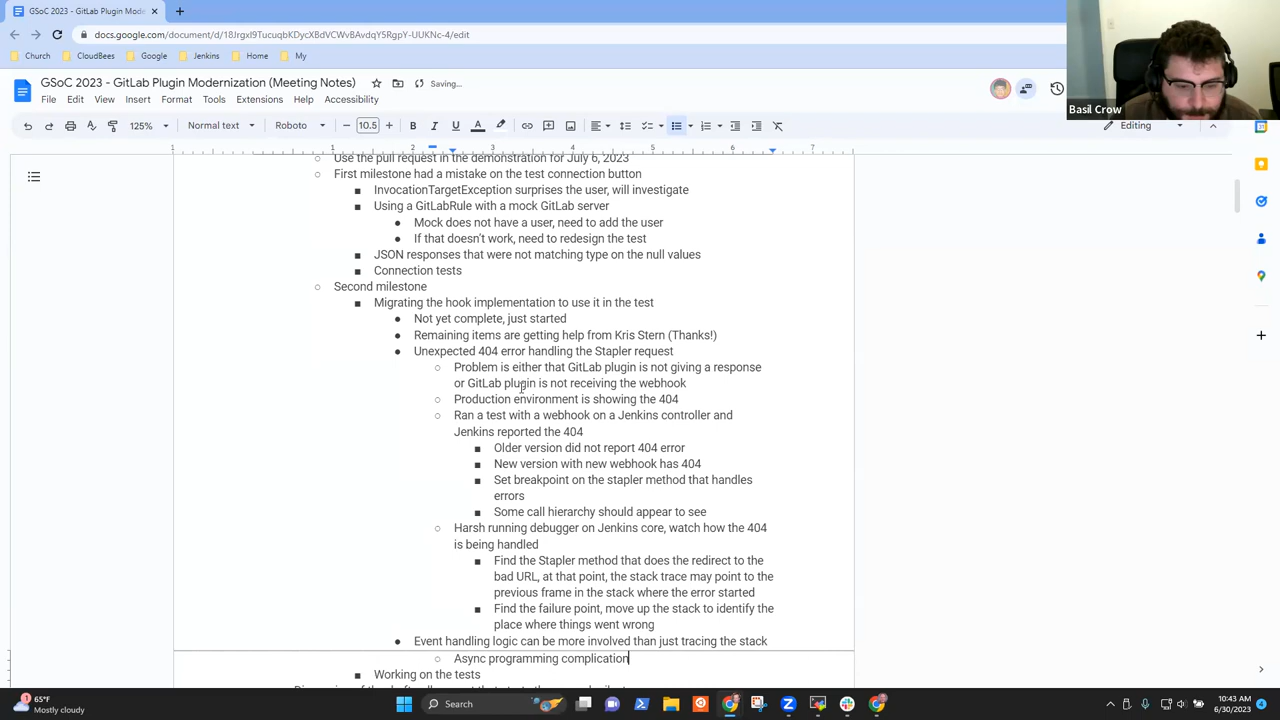 GSoC 2023 - GitLab Plugin Modern
docs.google.com/document/d/18Jrgxl9TucuqbKDycXBdVCWvBAvdqY5RgpY-UUKNc-4/edit
Church CloudBees Google Jenkins Home My
GSoC 2023 - GitLab Plugin Modernization (Meeting Notes) Saving...
File Edit View Insert Format Tools Extensions Help Accessibility
Basil Crow
125% Normal text Roboto 10.5 Editing
1 1 2 3 4 5 6 7
Use the pull request in the demonstration for July 6, 2023
First milestone had a mistake on the test connection button
InvocationTargetException surprises the user, will investigate
Using a GitLabRule with a mock GitLab server
Mock does not have a user, need to add the user
If that doesn't work, need to redesign the test
JSON responses that were not matching type on the null values
Connection tests
Second milestone
Migrating the hook implementation to use it in the test
Not yet complete, just started
Remaining items are getting help from Kris Stern (Thanks!)
Unexpected 404 error handling the Stapler request
Problem is either that GitLab plugin is not giving a response
or GitLab plugin is not receiving the webhook
Production environment is showing the 404
Ran a test with a webhook on a Jenkins controller and
Jenkins reported the 404
Older version did not report 404 error
New version with new webhook has 404
Set breakpoint on the stapler method that handles
errors
Some call hierarchy should appear to see
Harsh running debugger on Jenkins core, watch how the 404
is being handled
Find the Stapler method that does the redirect to the
bad URL, at that point, the stack trace may point to the
previous frame in the stack where the error started
Find the failure point, move up the stack to identify the
place where things went wrong
Event handling logic can be more involved than just tracing the stack
Async programming complication
Working on the tests
65°F
Mostly cloudy
Search
10:43 AM
6/30/2023